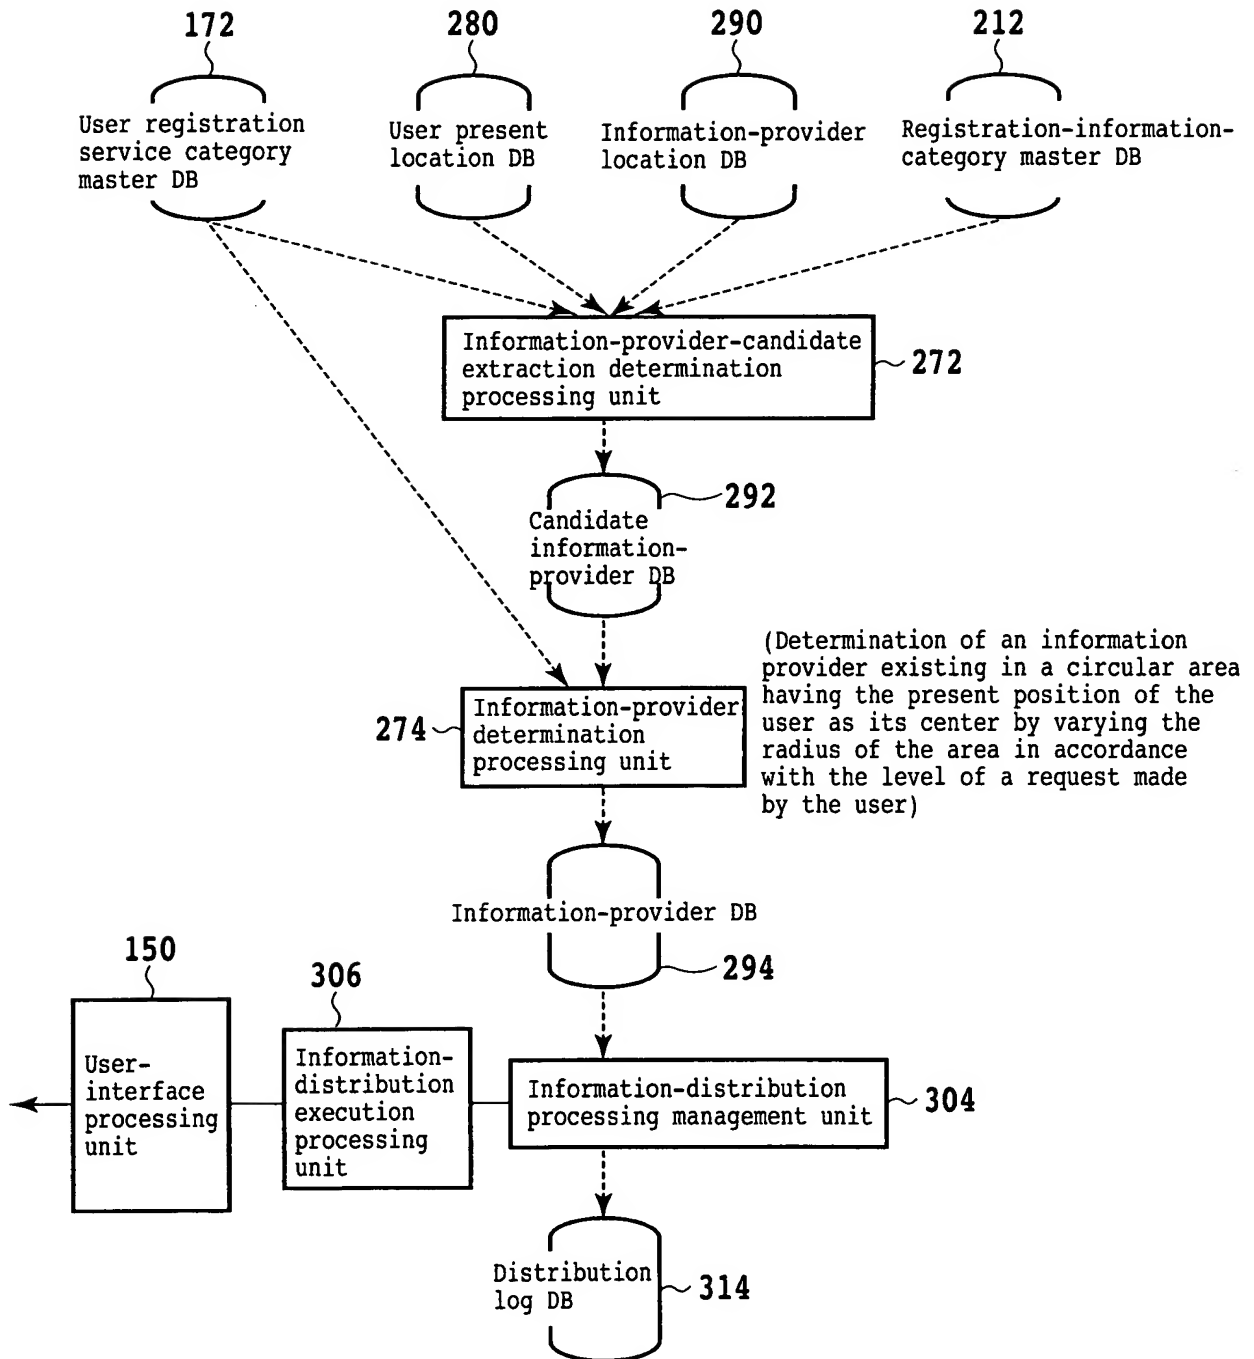 172
280
290
212
User registration
service category
master DB
User present
location DB
Information-provider
location DB
Registration-information-
category master DB
Information-provider-candidate
extraction determination
processing unit
272
292
Candidate
information-
provider DB
(Determination of an information
provider existing in a circular area
having the present position of the
user as its center by varying the
radius of the area in accordance
with the level of a request made
by the user)
274
Information-provider
determination
processing unit
Information-provider DB
294
150
306
User-
interface
processing
unit
Information-
distribution
execution
processing
unit
Information-distribution
processing management unit
304
Distribution
log DB
314